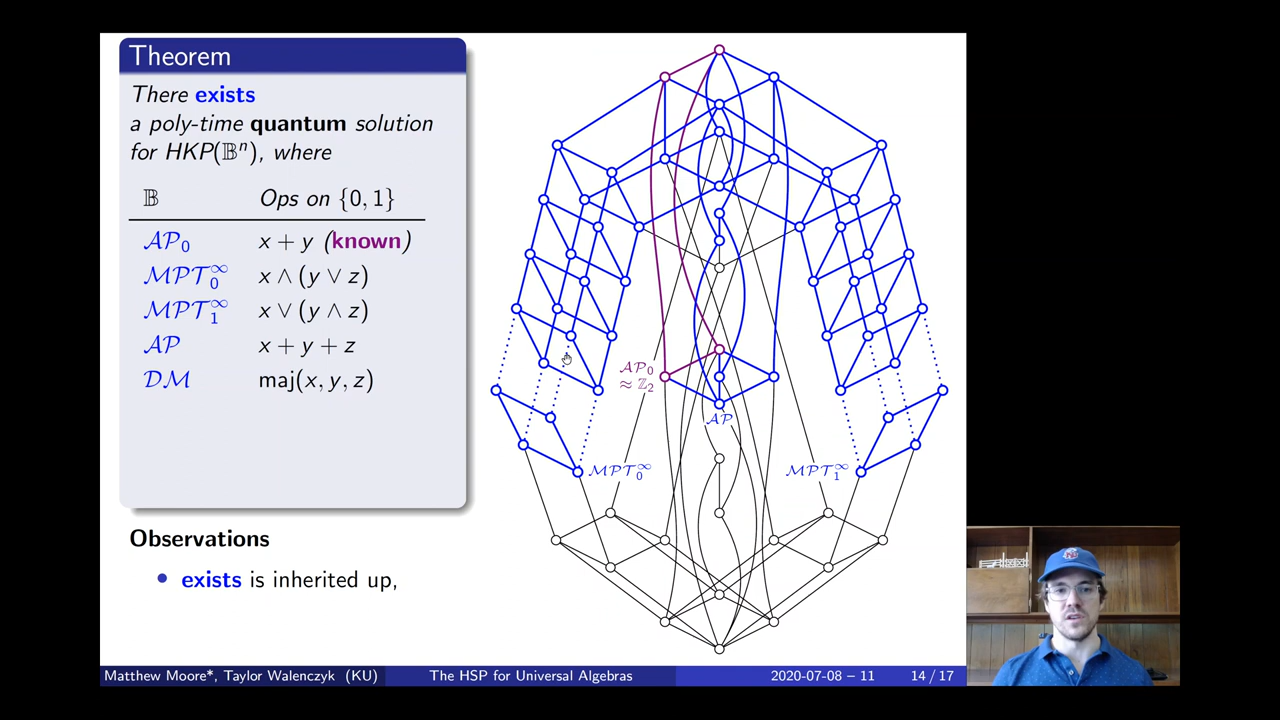 Theorem
There exists
a poly-time quantum solution
for HKP(𝔹ⁿ), where
𝔹 Ops on {0, 1}
𝒜𝒫₀ x + y (known)
ℳ𝒫𝒯₀^∞ x ∧ (y ∨ z)
ℳ𝒫𝒯₁^∞ x ∨ (y ∧ z)
𝒜𝒫 x + y + z
𝒟ℳ maj(x, y, z)
Observations
• exists is inherited up,
𝒜𝒫₀
≈ ℤ₂
𝒜𝒫
ℳ𝒫𝒯₀^∞
ℳ𝒫𝒯₁^∞
Matthew Moore*, Taylor Walenczyk (KU) The HSP for Universal Algebras 2020-07-08 – 11 14 / 17